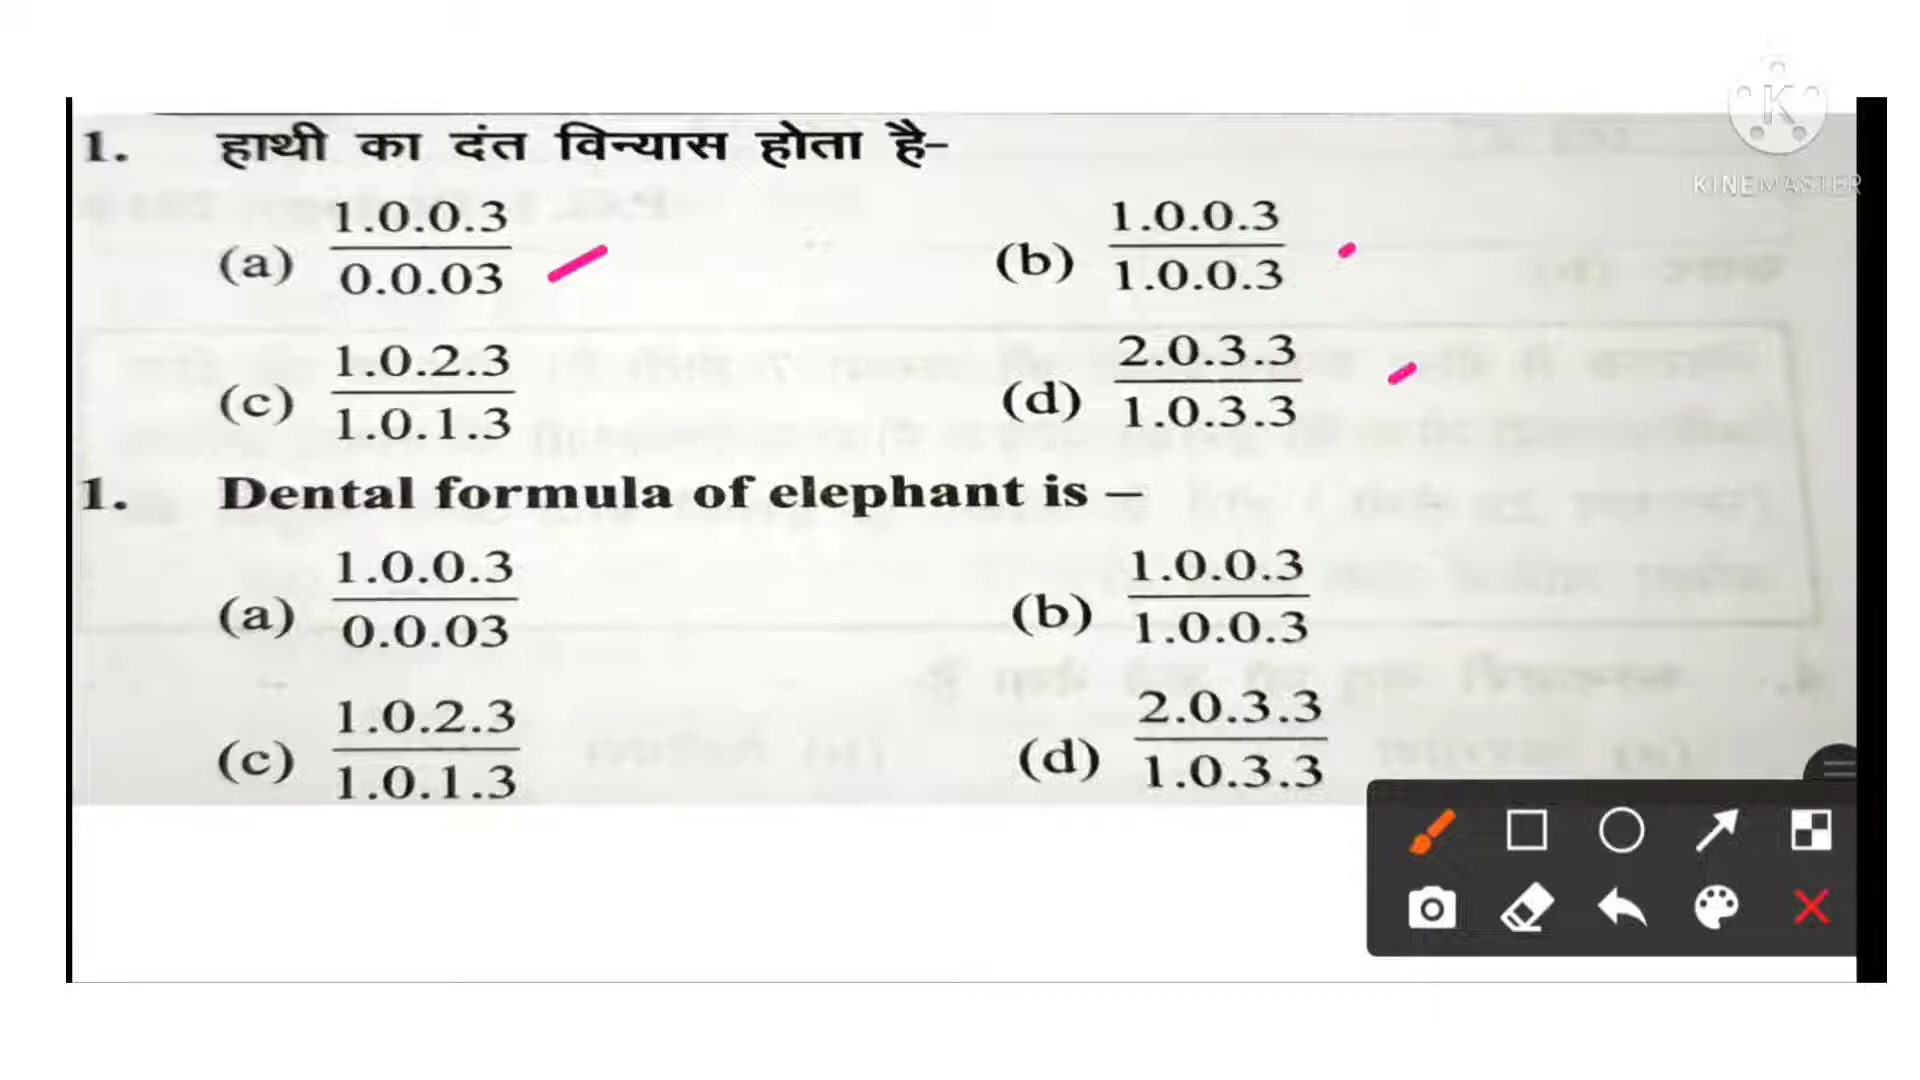 KINEMASTER
1. हाथी का दंत विन्यास होता है-
(a) 1.0.0.3
0.0.03
(b) 1.0.0.3
1.0.0.3
(c) 1.0.2.3
1.0.1.3
(d) 2.0.3.3
1.0.3.3
1. Dental formula of elephant is –
(a) 1.0.0.3
0.0.03
(b) 1.0.0.3
1.0.0.3
(c) 1.0.2.3
1.0.1.3
(d) 2.0.3.3
1.0.3.3